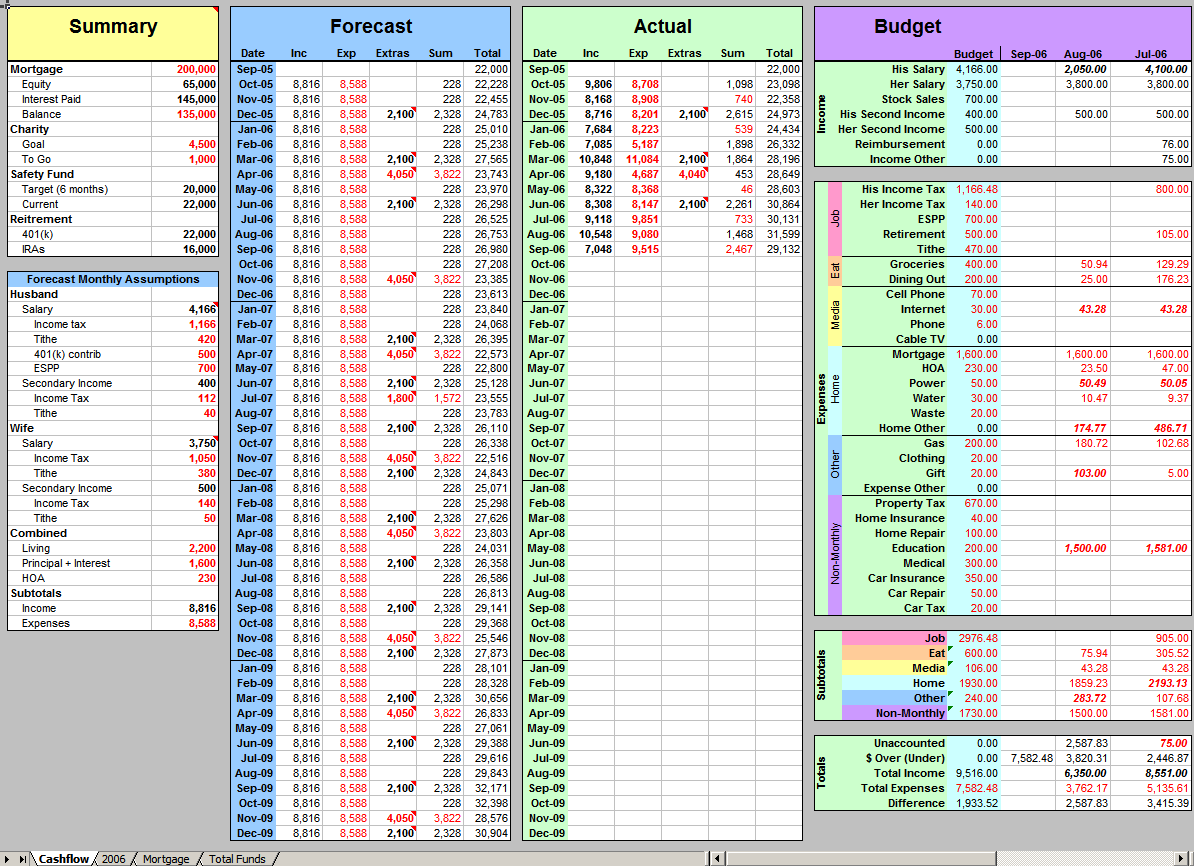 Summary
Mortgage 200,000
Equity 65,000
Interest Paid 145,000
Balance 135,000
Charity
Goal 4,500
To Go 1,000
Safety Fund
Target (6 months) 20,000
Current 22,000
Reitrement
401(k) 22,000
IRAs 16,000
Forecast Monthly Assumptions
Husband
Salary 4,166
Income tax 1,166
Tithe 420
401(k) contrib 500
ESPP 700
Secondary Income 400
Income Tax 112
Tithe 40
Wife
Salary 3,750
Income Tax 1,050
Tithe 380
Secondary Income 500
Income Tax 140
Tithe 50
Combined
Living 2,200
Principal + Interest 1,600
HOA 230
Subtotals
Income 8,816
Expenses 8,588
Forecast
Date Inc Exp Extras Sum Total
Sep-05 22,000
Oct-05 8,816 8,588 228 22,228
Nov-05 8,816 8,588 228 22,455
Dec-05 8,816 8,588 2,100 2,328 24,783
Jan-06 8,816 8,588 228 25,010
Feb-06 8,816 8,588 228 25,238
Mar-06 8,816 8,588 2,100 2,328 27,565
Apr-06 8,816 8,588 4,050 3,822 23,743
May-06 8,816 8,588 228 23,970
Jun-06 8,816 8,588 2,100 2,328 26,298
Jul-06 8,816 8,588 228 26,525
Aug-06 8,816 8,588 228 26,753
Sep-06 8,816 8,588 228 26,980
Oct-06 8,816 8,588 228 27,208
Nov-06 8,816 8,588 4,050 3,822 23,385
Dec-06 8,816 8,588 228 23,613
Jan-07 8,816 8,588 228 23,840
Feb-07 8,816 8,588 228 24,068
Mar-07 8,816 8,588 2,100 2,328 26,395
Apr-07 8,816 8,588 4,050 3,822 22,573
May-07 8,816 8,588 228 22,800
Jun-07 8,816 8,588 2,100 2,328 25,128
Jul-07 8,816 8,588 1,800 1,572 23,555
Aug-07 8,816 8,588 228 23,783
Sep-07 8,816 8,588 2,100 2,328 26,110
Oct-07 8,816 8,588 228 26,338
Nov-07 8,816 8,588 4,050 3,822 22,516
Dec-07 8,816 8,588 2,100 2,328 24,843
Jan-08 8,816 8,588 228 25,071
Feb-08 8,816 8,588 228 25,298
Mar-08 8,816 8,588 2,100 2,328 27,626
Apr-08 8,816 8,588 4,050 3,822 23,803
May-08 8,816 8,588 228 24,031
Jun-08 8,816 8,588 2,100 2,328 26,358
Jul-08 8,816 8,588 228 26,586
Aug-08 8,816 8,588 228 26,813
Sep-08 8,816 8,588 2,100 2,328 29,141
Oct-08 8,816 8,588 228 29,368
Nov-08 8,816 8,588 4,050 3,822 25,546
Dec-08 8,816 8,588 2,100 2,328 27,873
Jan-09 8,816 8,588 228 28,101
Feb-09 8,816 8,588 228 28,328
Mar-09 8,816 8,588 2,100 2,328 30,656
Apr-09 8,816 8,588 4,050 3,822 26,833
May-09 8,816 8,588 228 27,061
Jun-09 8,816 8,588 2,100 2,328 29,388
Jul-09 8,816 8,588 228 29,616
Aug-09 8,816 8,588 228 29,843
Sep-09 8,816 8,588 2,100 2,328 32,171
Oct-09 8,816 8,588 228 32,398
Nov-09 8,816 8,588 4,050 3,822 28,576
Dec-09 8,816 8,588 2,100 2,328 30,904
Actual
Date Inc Exp Extras Sum Total
Sep-05 22,000
Oct-05 9,806 8,708 1,098 23,098
Nov-05 8,168 8,908 740 22,358
Dec-05 8,716 8,201 2,100 2,615 24,973
Jan-06 7,684 8,223 539 24,434
Feb-06 7,085 5,187 1,898 26,332
Mar-06 10,848 11,084 2,100 1,864 28,196
Apr-06 9,180 4,687 4,040 453 28,649
May-06 8,322 8,368 46 28,603
Jun-06 8,308 8,147 2,100 2,261 30,864
Jul-06 9,118 9,851 733 30,131
Aug-06 10,548 9,080 1,468 31,599
Sep-06 7,048 9,515 2,467 29,132
Oct-06
Nov-06
Dec-06
Jan-07
Feb-07
Mar-07
Apr-07
May-07
Jun-07
Jul-07
Aug-07
Sep-07
Oct-07
Nov-07
Dec-07
Jan-08
Feb-08
Mar-08
Apr-08
May-08
Jun-08
Jul-08
Aug-08
Sep-08
Oct-08
Nov-08
Dec-08
Jan-09
Feb-09
Mar-09
Apr-09
May-09
Jun-09
Jul-09
Aug-09
Sep-09
Oct-09
Nov-09
Dec-09
Budget
Budget Sep-06 Aug-06 Jul-06
Income
His Salary 4,166.00 2,050.00 4,100.00
Her Salary 3,750.00 3,800.00 3,800.00
Stock Sales 700.00
His Second Income 400.00 500.00 500.00
Her Second Income 500.00
Reimbursement 0.00 76.00
Income Other 0.00 75.00
Expenses
Job
His Income Tax 1,166.48 800.00
Her Income Tax 140.00
ESPP 700.00
Retirement 500.00 105.00
Tithe 470.00
Eat
Groceries 400.00 50.94 129.29
Dining Out 200.00 25.00 176.23
Media
Cell Phone 70.00
Internet 30.00 43.28 43.28
Phone 6.00
Cable TV 0.00
Home
Mortgage 1,600.00 1,600.00 1,600.00
HOA 230.00 23.50 47.00
Power 50.00 50.49 50.05
Water 30.00 10.47 9.37
Waste 20.00
Home Other 0.00 174.77 486.71
Other
Gas 200.00 180.72 102.68
Clothing 20.00
Gift 20.00 103.00 5.00
Expense Other 0.00
Non-Monthly
Property Tax 670.00
Home Insurance 40.00
Home Repair 100.00
Education 200.00 1,500.00 1,581.00
Medical 300.00
Car Insurance 350.00
Car Repair 50.00
Car Tax 20.00
Subtotals
Job 2976.48 905.00
Eat 600.00 75.94 305.52
Media 106.00 43.28 43.28
Home 1930.00 1859.23 2193.13
Other 240.00 283.72 107.68
Non-Monthly 1730.00 1500.00 1581.00
Totals
Unaccounted 0.00 2,587.83 75.00
$ Over (Under) 0.00 7,582.48 3,820.31 2,446.87
Total Income 9,516.00 6,350.00 8,551.00
Total Expenses 7,582.48 3,762.17 5,135.61
Difference 1,933.52 2,587.83 3,415.39
Cashflow 2006 Mortgage Total Funds